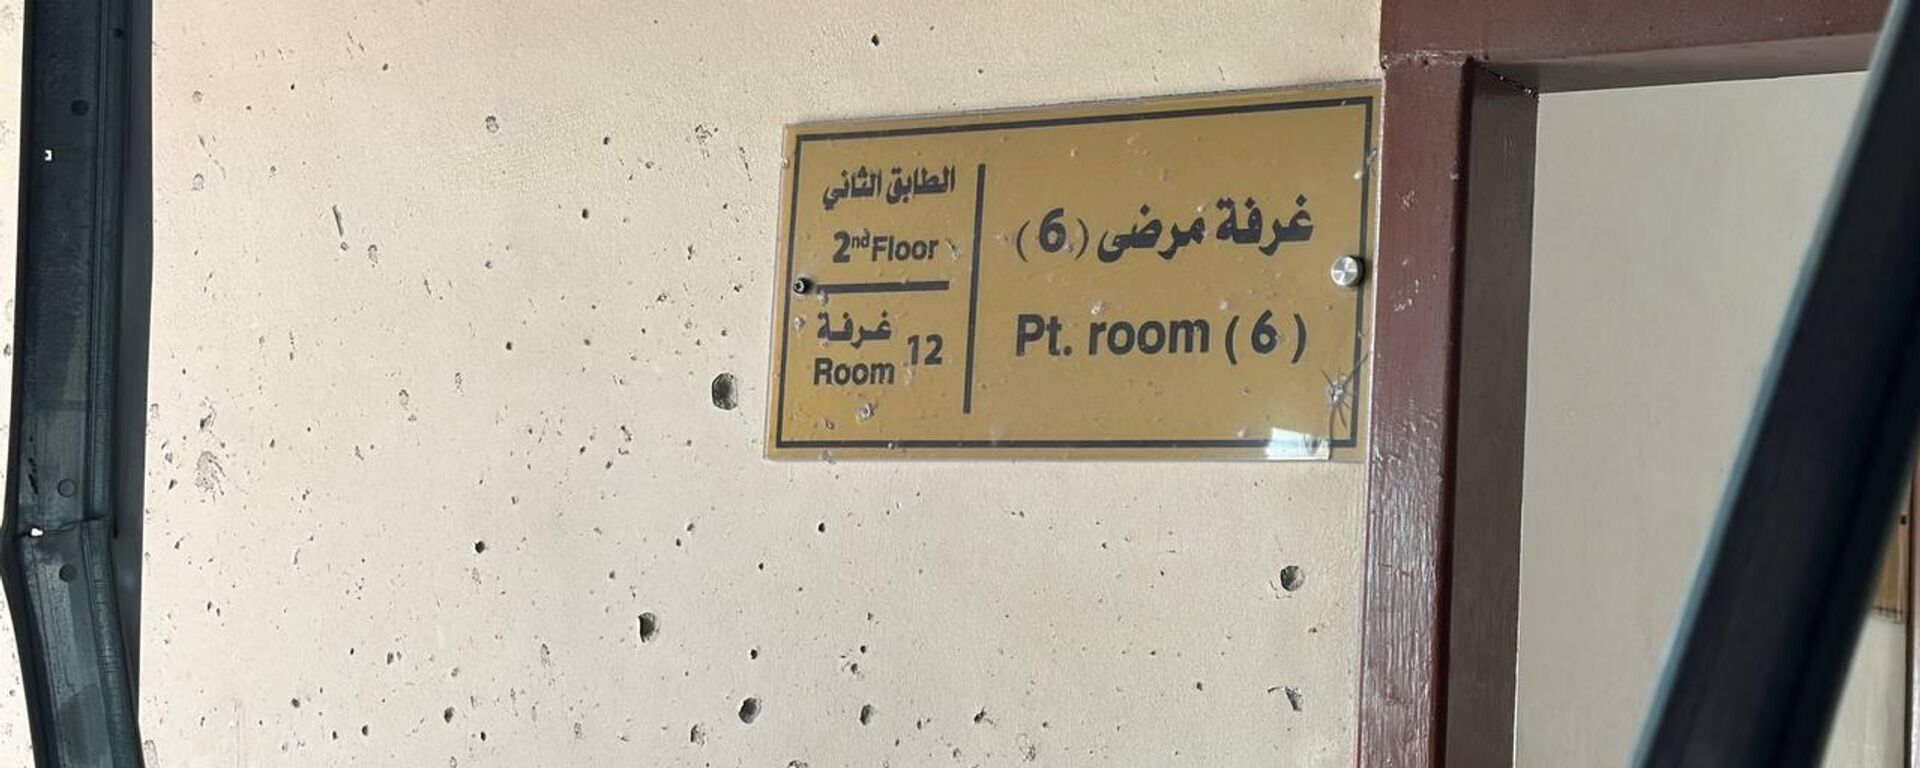 غرفة مرضى (6)
Pt. room (6)
الطابق الثاني
2nd Floor
غرفة
Room 12